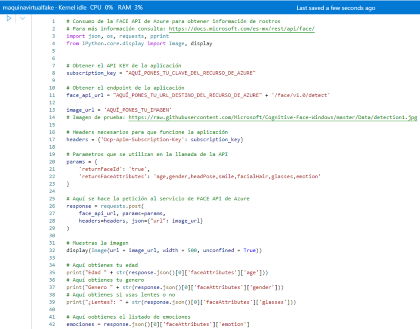 maquinavirtualfake - Kernel idle   CPU 0%   RAM 3%   Last saved a few seconds ago
1 # Consumo de la FACE API de Azure para obtener información de rostros
2 # Para más información consulta: https://docs.microsoft.com/es-mx/rest/api/face/
3 import json, os, requests, pprint
4 from IPython.core.display import Image, display
5
6
7 # Obtener el API KEY de la aplicación
8 subscription_key = "AQUÍ_PONES_TU_CLAVE_DEL_RECURSO_DE_AZURE"
9
10 # Obtener el endpoint de la aplicación
11 face_api_url = "AQUÍ_PONES_TU_URL_DESTINO_DEL_RECURSO_DE_AZURE" + '/face/v1.0/detect'
12
13 image_url = 'AQUÍ_PONES_TU_IMAGEN'
14 # Imagen de prueba: https://raw.githubusercontent.com/Microsoft/Cognitive-Face-Windows/master/Data/detection1.jpg
15
16 # Headers necesarios para que funcione la aplicación
17 headers = {'Ocp-Apim-Subscription-Key': subscription_key}
18
19 # Parametros que se utilizan en la llamada de la API
20 params = {
21 'returnFaceId': 'true',
22 'returnFaceAttributes': 'age,gender,headPose,smile,facialHair,glasses,emotion'
23 }
24
25 # Aquí se hace la petición al servicio de FACE API de Azure
26 response = requests.post(
27 face_api_url, params=params,
28 headers=headers, json={"url": image_url}
29 )
30
31 # Muestras la imagen
32 display(Image(url = image_url, width = 500, unconfined = True))
33
34 # Aquí obtienes tu edad
35 print("Edad " + str(response.json()[0]['faceAttributes']['age']))
36 # Aquí obtienes tu genero
37 print("Genero " + str(response.json()[0]['faceAttributes']['gender']))
38 # Aquí obtienes si usas lentes o no
39 print("¿Lentes?: " + str(response.json()[0]['faceAttributes']['glasses']))
40
41 # Aquí obtienes el listado de emociones
42 emociones = response.json()[0]['faceAttributes']['emotion']